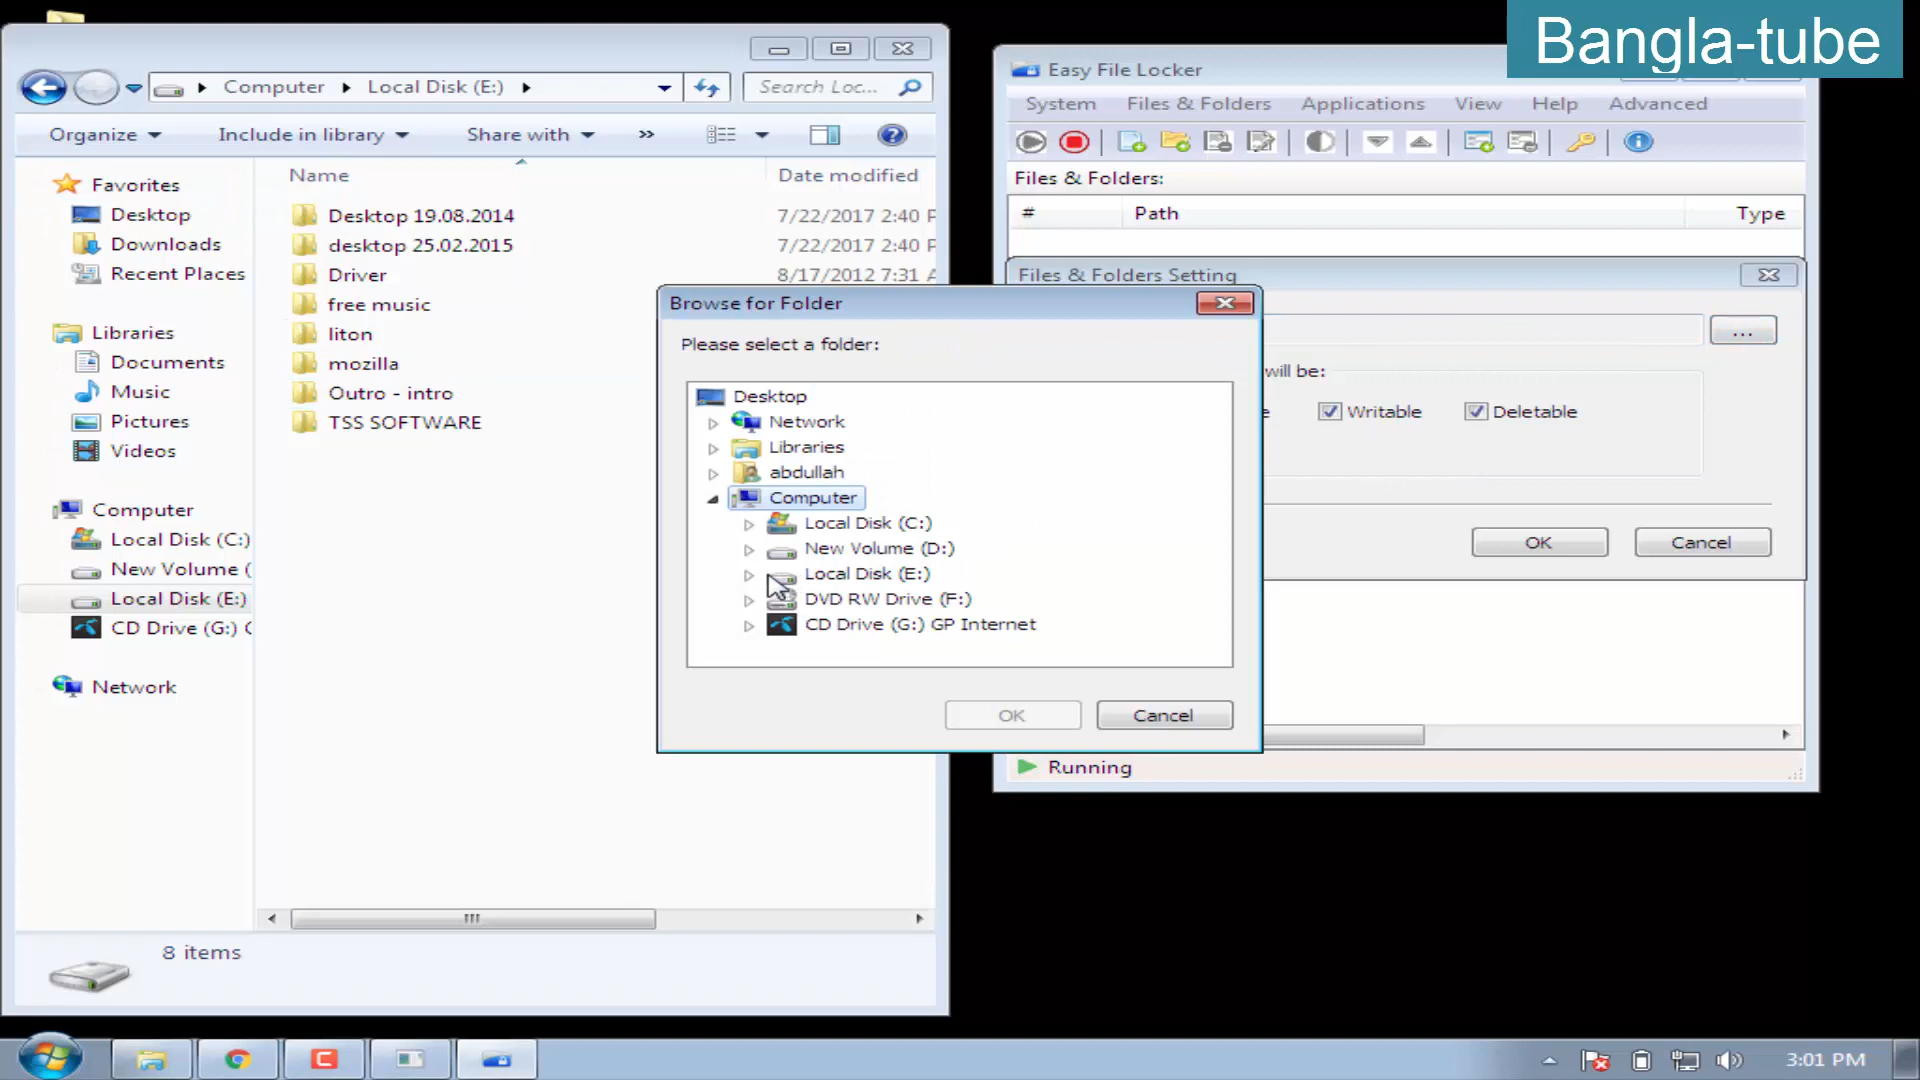 Bangla-tube
Computer Local Disk (E:)
Search Loc...
Organize Include in library Share with »
Name Date modified
Favorites
Desktop
Downloads
Recent Places
Libraries
Documents
Music
Pictures
Videos
Computer
Local Disk (C:)
New Volume (
Local Disk (E:)
CD Drive (G:)
Network
Desktop 19.08.2014 7/22/2017 2:40
desktop 25.02.2015 7/22/2017 2:40
Driver 8/17/2012 7:31
free music
liton
mozilla
Outro - intro
TSS SOFTWARE
8 items
Easy File Locker
System Files & Folders Applications View Help Advanced
Files & Folders:
# Path Type
Files & Folders Setting
...
will be:
Writable Deletable
OK Cancel
Running
Browse for Folder
Please select a folder:
Desktop
Network
Libraries
abdullah
Computer
Local Disk (C:)
New Volume (D:)
Local Disk (E:)
DVD RW Drive (F:)
CD Drive (G:) GP Internet
OK Cancel
3:01 PM